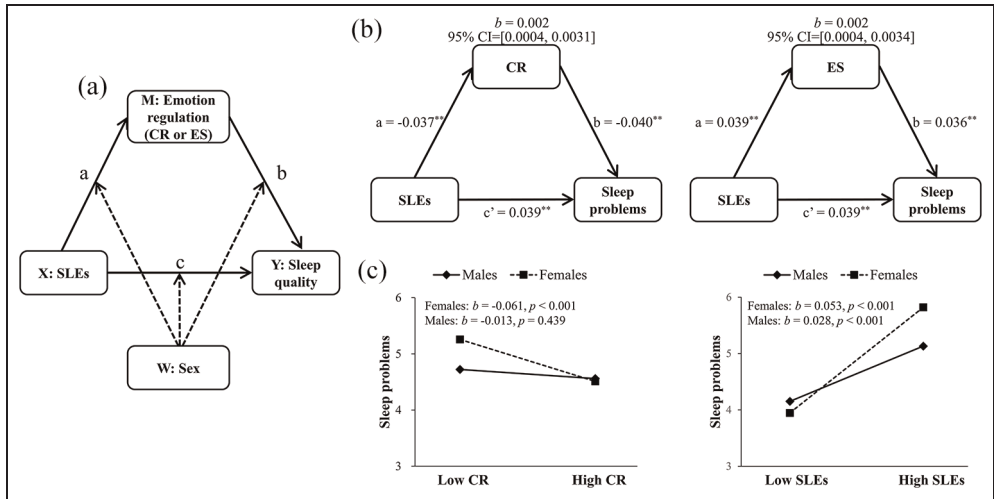 (a)
M: Emotion
regulation
(CR or ES)
a
b
X: SLEs
c
Y: Sleep
quality
W: Sex
(b)
b = 0.002
95% CI=[0.0004, 0.0031]
CR
a = -0.037**
b = -0.040**
SLEs
Sleep
problems
c’ = 0.039**
b = 0.002
95% CI=[0.0004, 0.0034]
ES
a = 0.039**
b = 0.036**
SLEs
Sleep
problems
c’ = 0.039**
(c)
Males Females
Females: b = -0.061, p < 0.001
Males: b = -0.013, p = 0.439
Sleep problems
6
5
4
3
Low CR High CR
Males Females
Females: b = 0.053, p < 0.001
Males: b = 0.028, p < 0.001
Sleep problems
6
5
4
3
Low SLEs High SLEs